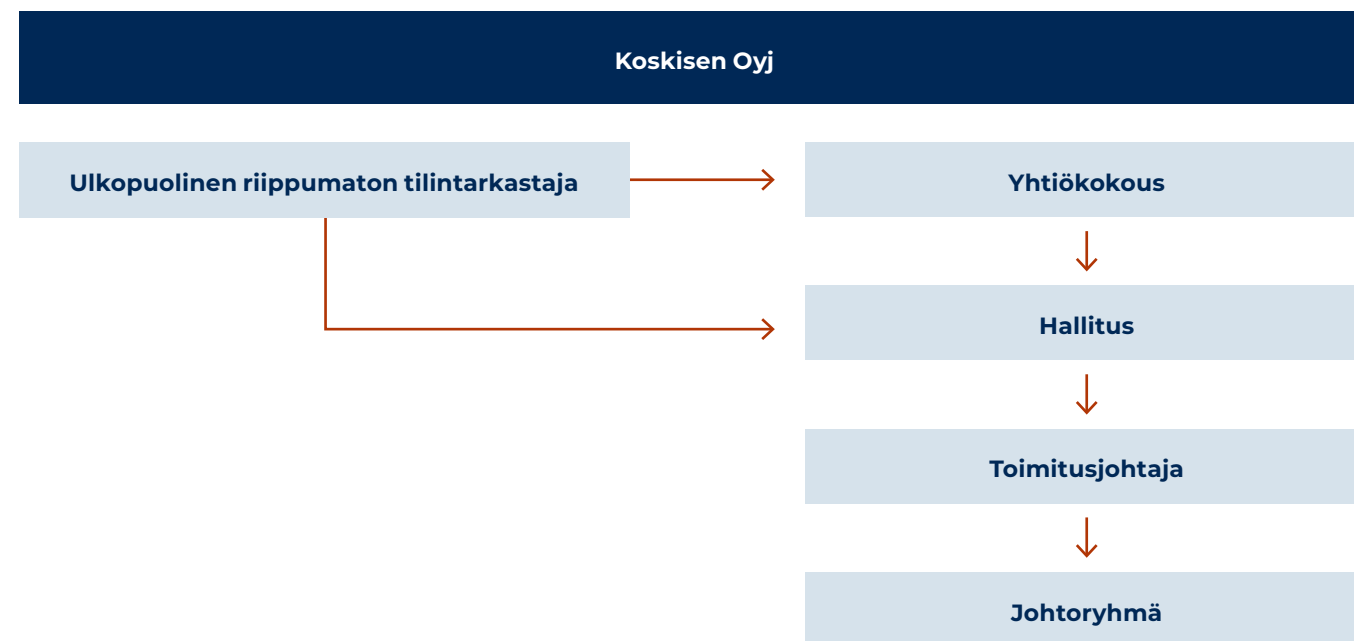 Koskisen Oyj
Ulkopuolinen riippumaton tilintarkastaja
Yhtiökokous
Hallitus
Toimitusjohtaja
Johtoryhmä